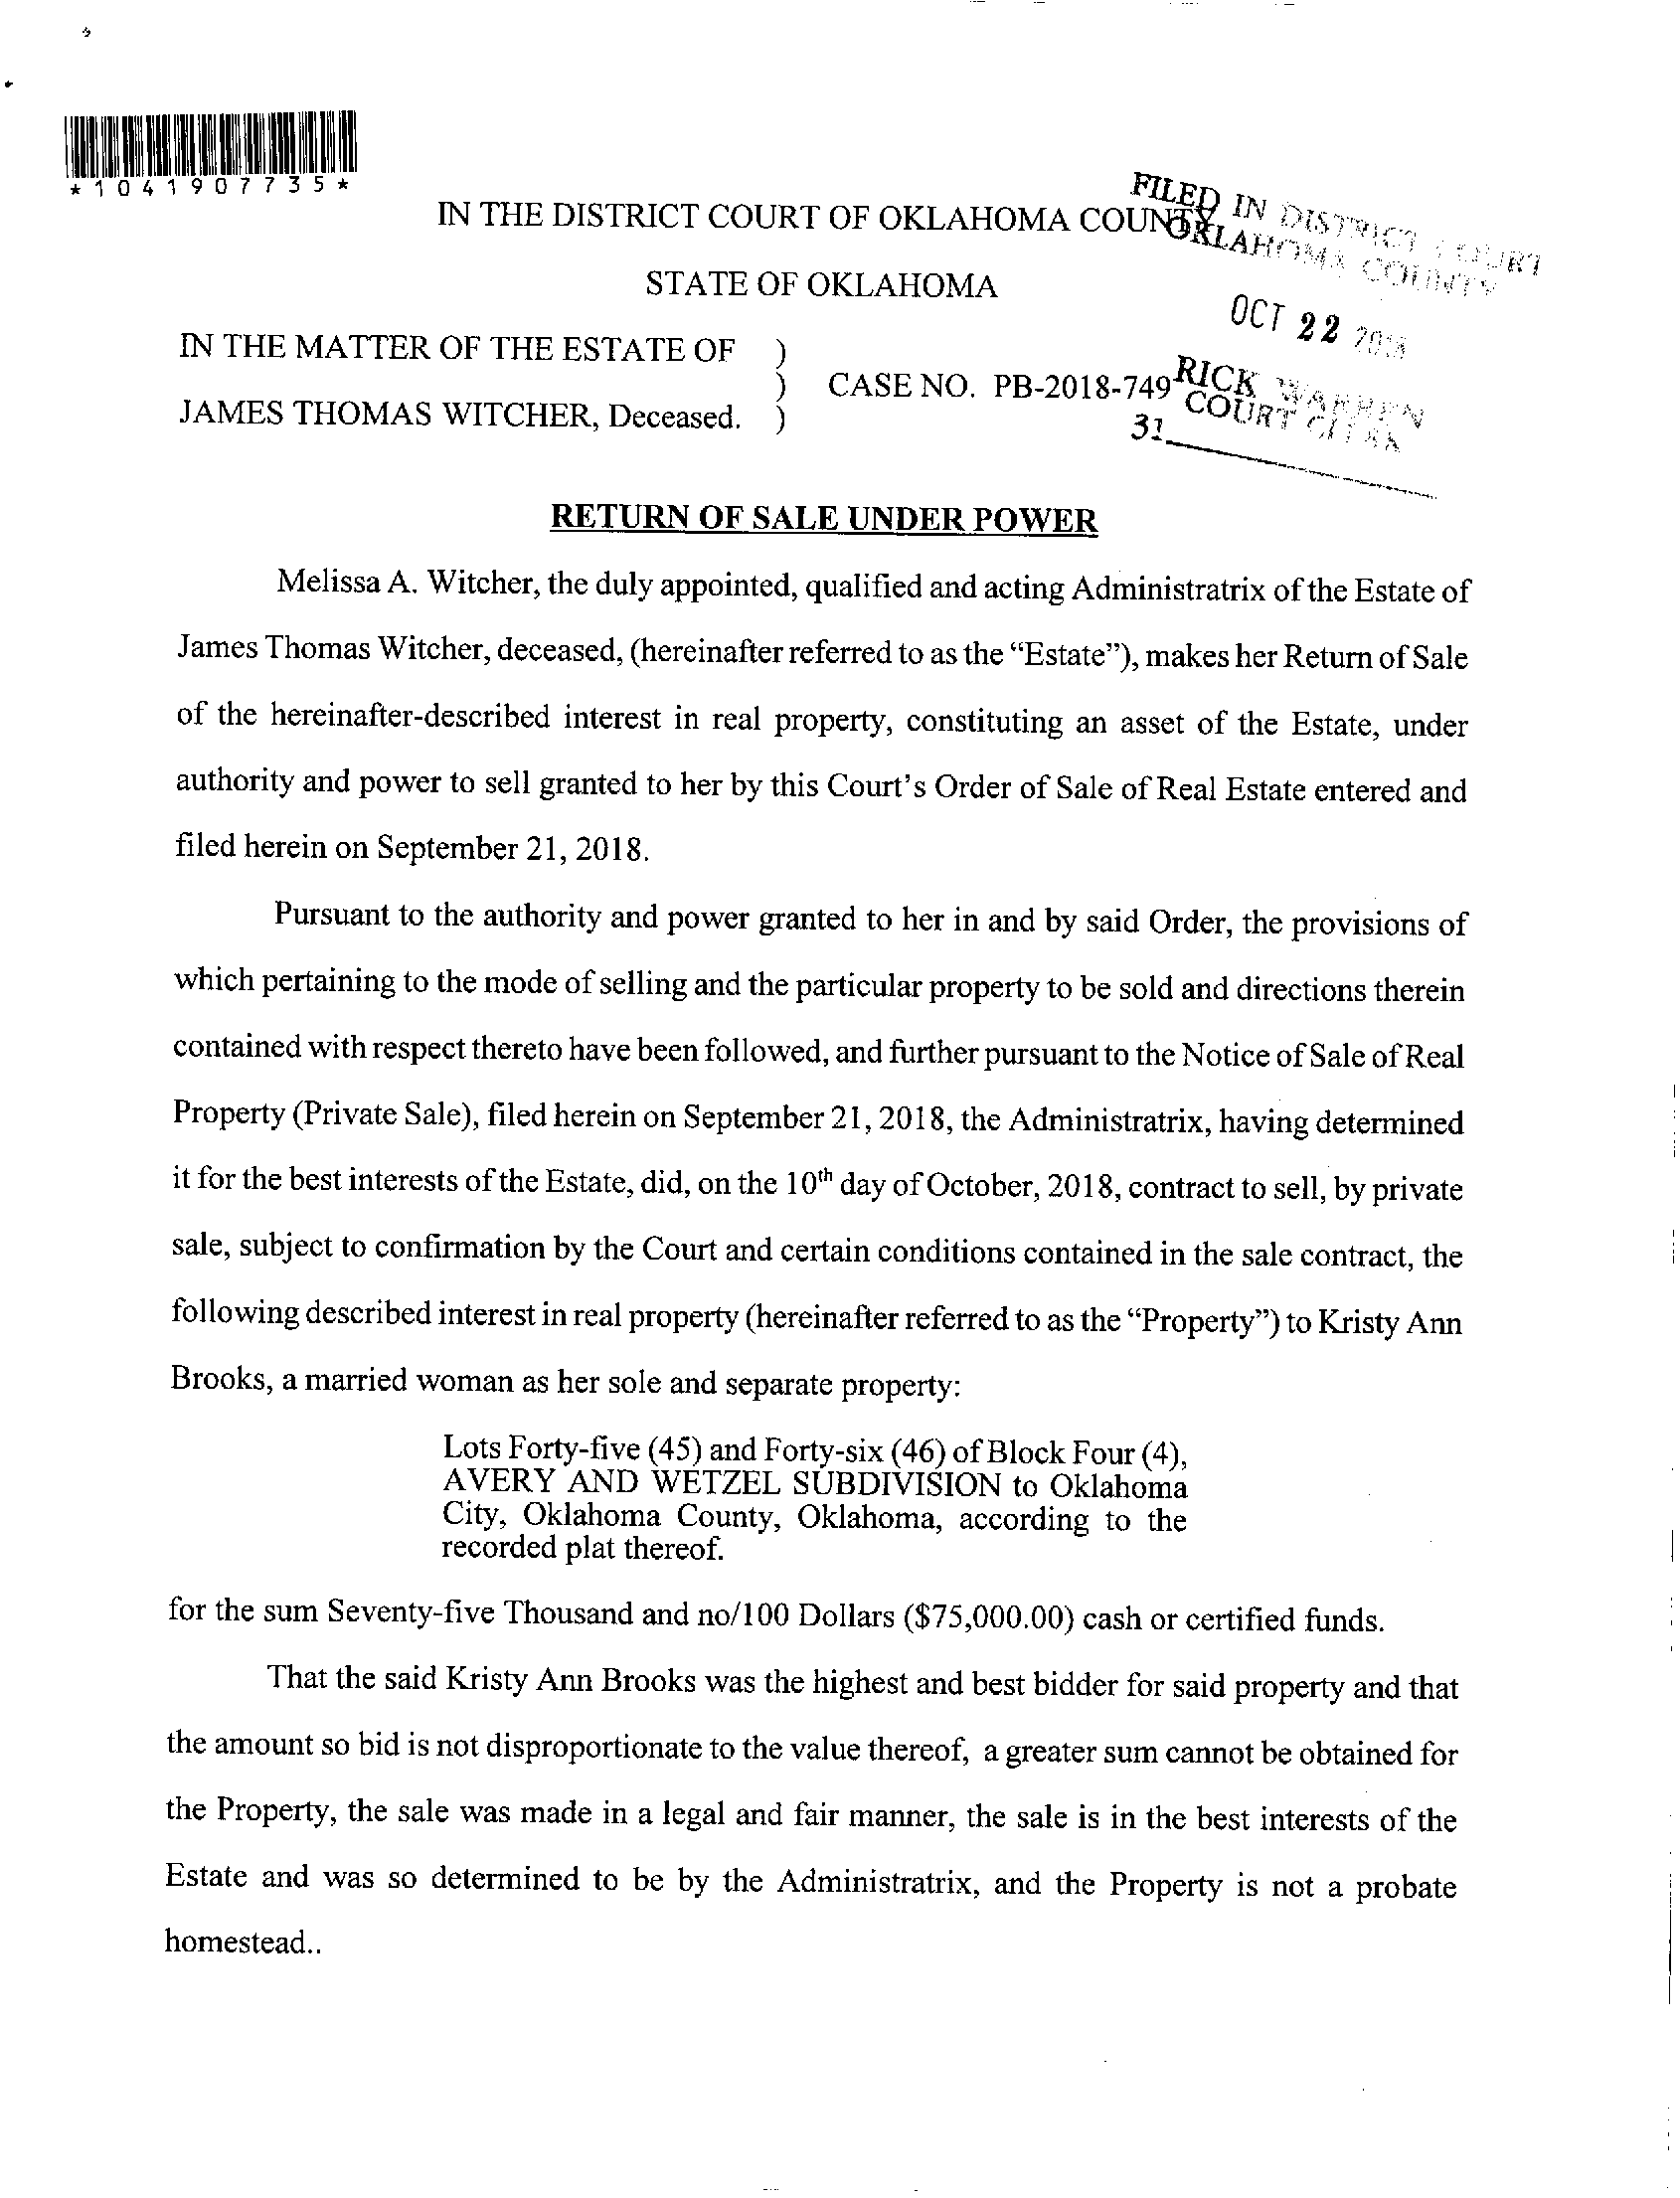 *1041907735*
FILED IN DISTRICT COURT
OKLAHOMA COUNTY
IN THE DISTRICT COURT OF OKLAHOMA COUNTY
STATE OF OKLAHOMA
OCT 22 2018
IN THE MATTER OF THE ESTATE OF )
) CASE NO. PB-2018-749
JAMES THOMAS WITCHER, Deceased. )
RICK WARREN
COURT CLERK
31
RETURN OF SALE UNDER POWER
Melissa A. Witcher, the duly appointed, qualified and acting Administratrix of the Estate of
James Thomas Witcher, deceased, (hereinafter referred to as the “Estate”), makes her Return of Sale
of the hereinafter-described interest in real property, constituting an asset of the Estate, under
authority and power to sell granted to her by this Court’s Order of Sale of Real Estate entered and
filed herein on September 21, 2018.
Pursuant to the authority and power granted to her in and by said Order, the provisions of
which pertaining to the mode of selling and the particular property to be sold and directions therein
contained with respect thereto have been followed, and further pursuant to the Notice of Sale of Real
Property (Private Sale), filed herein on September 21, 2018, the Administratrix, having determined
it for the best interests of the Estate, did, on the 10th day of October, 2018, contract to sell, by private
sale, subject to confirmation by the Court and certain conditions contained in the sale contract, the
following described interest in real property (hereinafter referred to as the “Property”) to Kristy Ann
Brooks, a married woman as her sole and separate property:
Lots Forty-five (45) and Forty-six (46) of Block Four (4),
AVERY AND WETZEL SUBDIVISION to Oklahoma
City, Oklahoma County, Oklahoma, according to the
recorded plat thereof.
for the sum Seventy-five Thousand and no/100 Dollars ($75,000.00) cash or certified funds.
That the said Kristy Ann Brooks was the highest and best bidder for said property and that
the amount so bid is not disproportionate to the value thereof, a greater sum cannot be obtained for
the Property, the sale was made in a legal and fair manner, the sale is in the best interests of the
Estate and was so determined to be by the Administratrix, and the Property is not a probate
homestead..